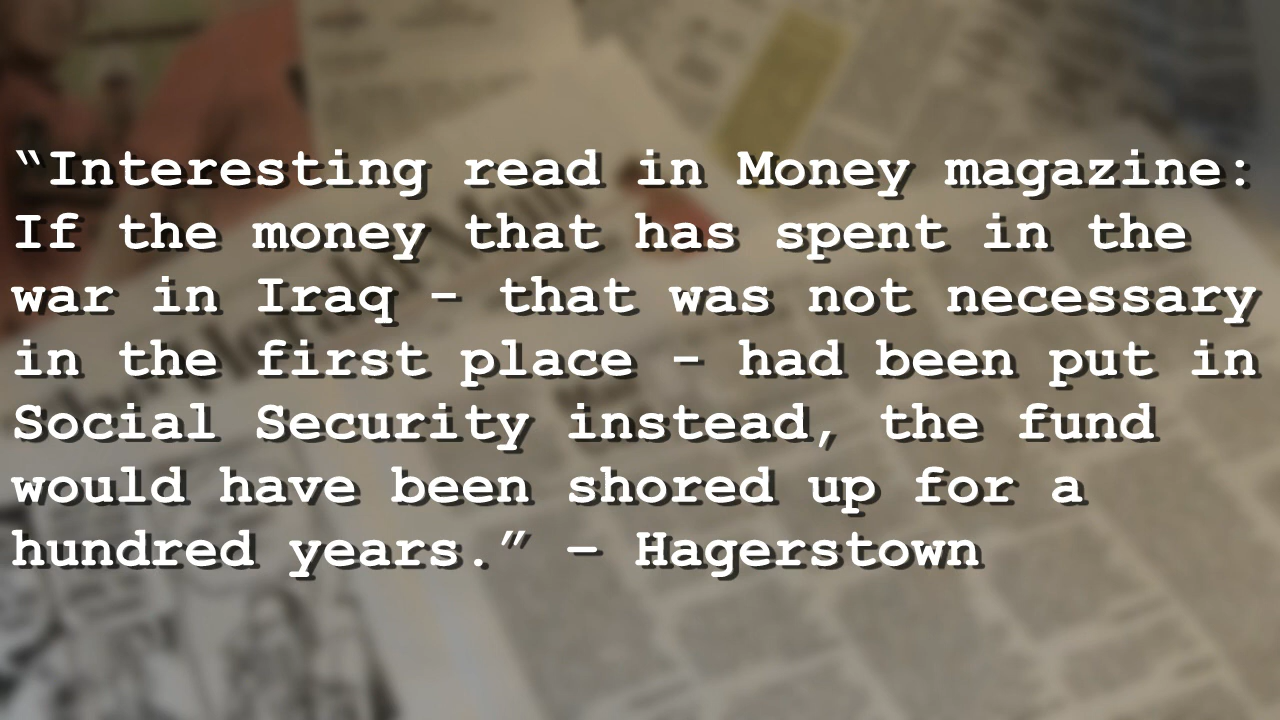 “Interesting read in Money magazine:
If the money that has spent in the
war in Iraq – that was not necessary
in the first place – had been put in
Social Security instead, the fund
would have been shored up for a
hundred years.” — Hagerstown